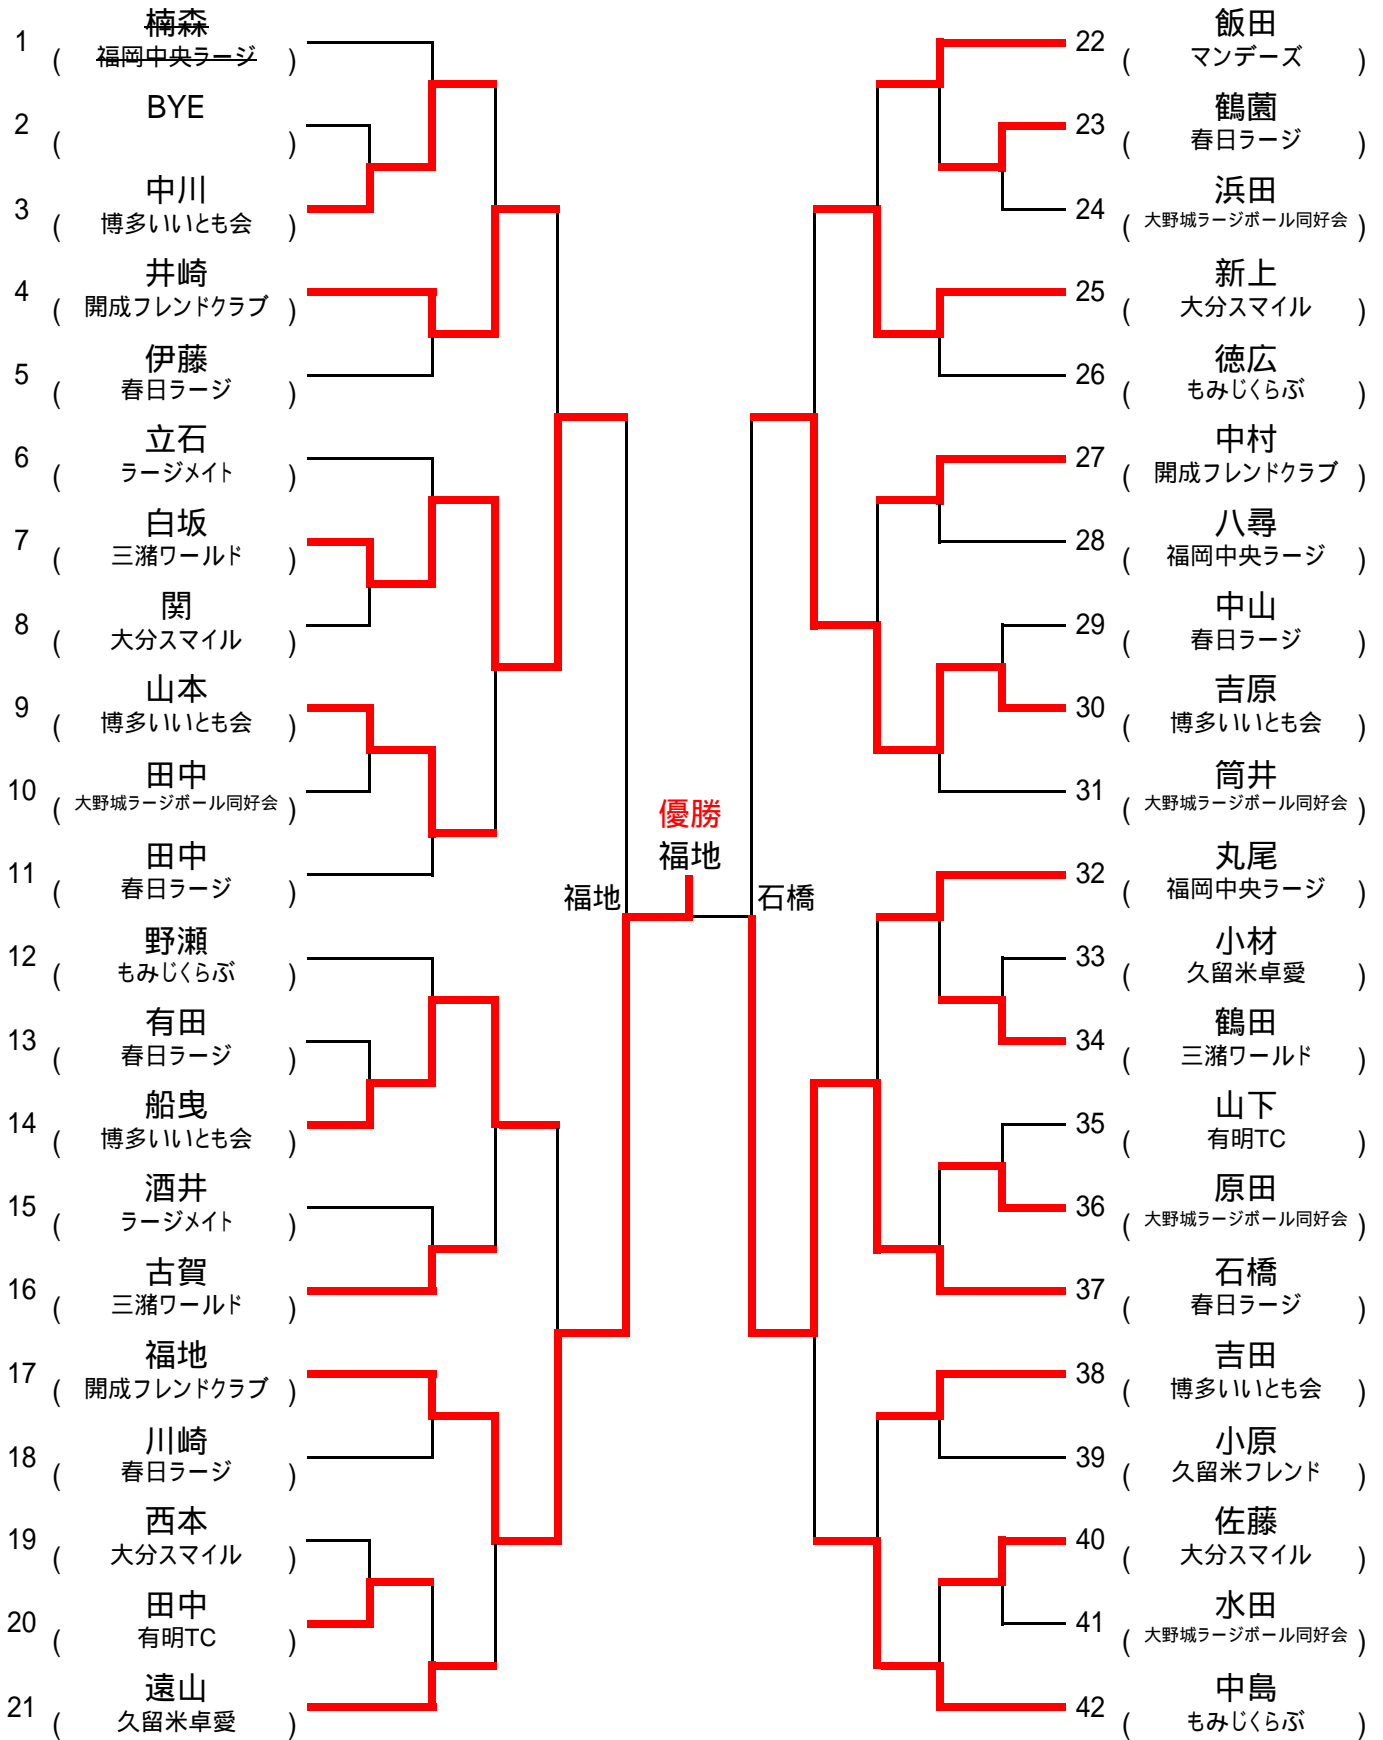 1
楠森
( 福岡中央ラージ )
2
BYE
( )
3
中川
( 博多いいとも会 )
4
井崎
( 開成フレンドクラブ )
5
伊藤
( 春日ラージ )
6
立石
( ラージメイト )
7
白坂
( 三潴ワールド )
8
関
( 大分スマイル )
9
山本
( 博多いいとも会 )
10
田中
( 大野城ラージボール同好会 )
11
田中
( 春日ラージ )
12
野瀬
( もみじくらぶ )
13
有田
( 春日ラージ )
14
船曳
( 博多いいとも会 )
15
酒井
( ラージメイト )
16
古賀
( 三潴ワールド )
17
福地
( 開成フレンドクラブ )
18
川崎
( 春日ラージ )
19
西本
( 大分スマイル )
20
田中
( 有明TC )
21
遠山
( 久留米卓愛 )
優勝
福地
福地
石橋
22
飯田
( マンデーズ )
23
鶴薗
( 春日ラージ )
24
浜田
( 大野城ラージボール同好会 )
25
新上
( 大分スマイル )
26
徳広
( もみじくらぶ )
27
中村
( 開成フレンドクラブ )
28
八尋
( 福岡中央ラージ )
29
中山
( 春日ラージ )
30
吉原
( 博多いいとも会 )
31
筒井
( 大野城ラージボール同好会 )
32
丸尾
( 福岡中央ラージ )
33
小材
( 久留米卓愛 )
34
鶴田
( 三潴ワールド )
35
山下
( 有明TC )
36
原田
( 大野城ラージボール同好会 )
37
石橋
( 春日ラージ )
38
吉田
( 博多いいとも会 )
39
小原
( 久留米フレンド )
40
佐藤
( 大分スマイル )
41
水田
( 大野城ラージボール同好会 )
42
中島
( もみじくらぶ )